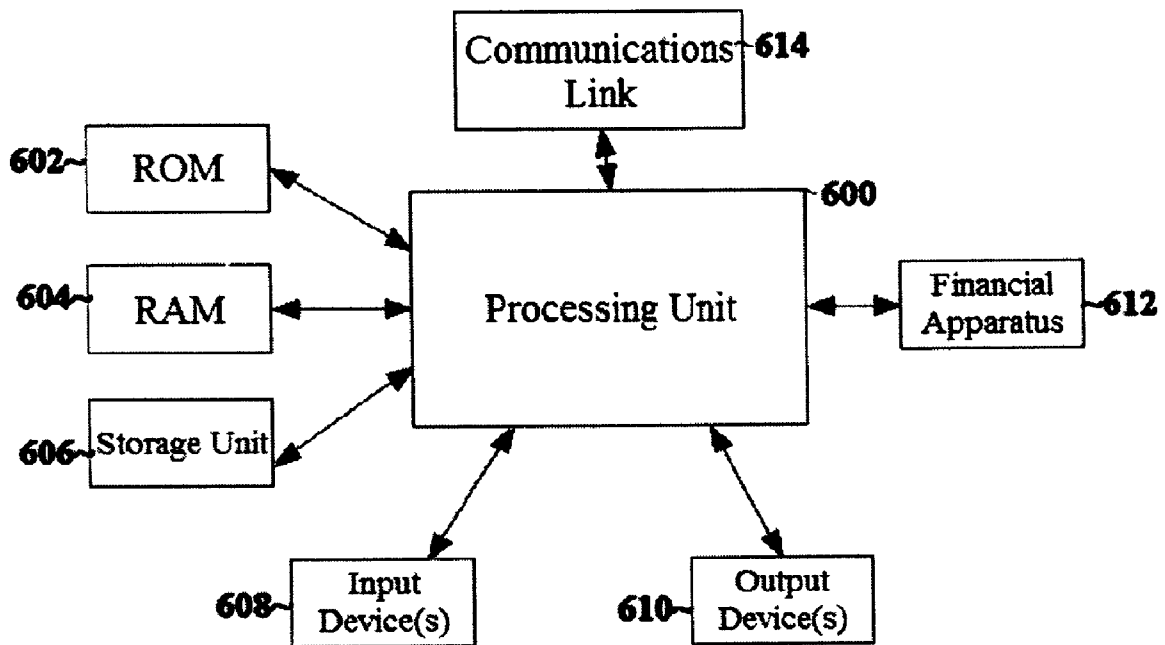 Communications
Link
614
602
ROM
600
604
RAM
Processing Unit
Financial
Apparatus
612
606
Storage Unit
608
Input
Device(s)
610
Output
Device(s)